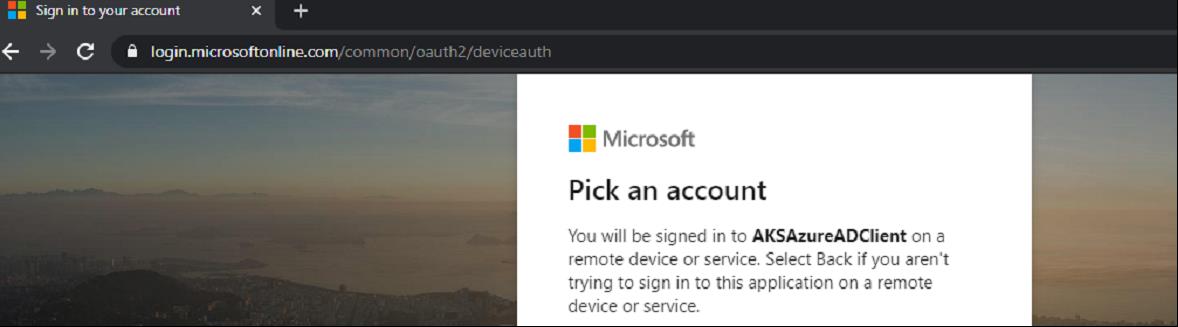 Sign in to your account
login.microsoftonline.com/common/oauth2/deviceauth
Microsoft
Pick an account
You will be signed in to AKSAzureADClient on a
remote device or service. Select Back if you aren't
trying to sign in to this application on a remote
device or service.